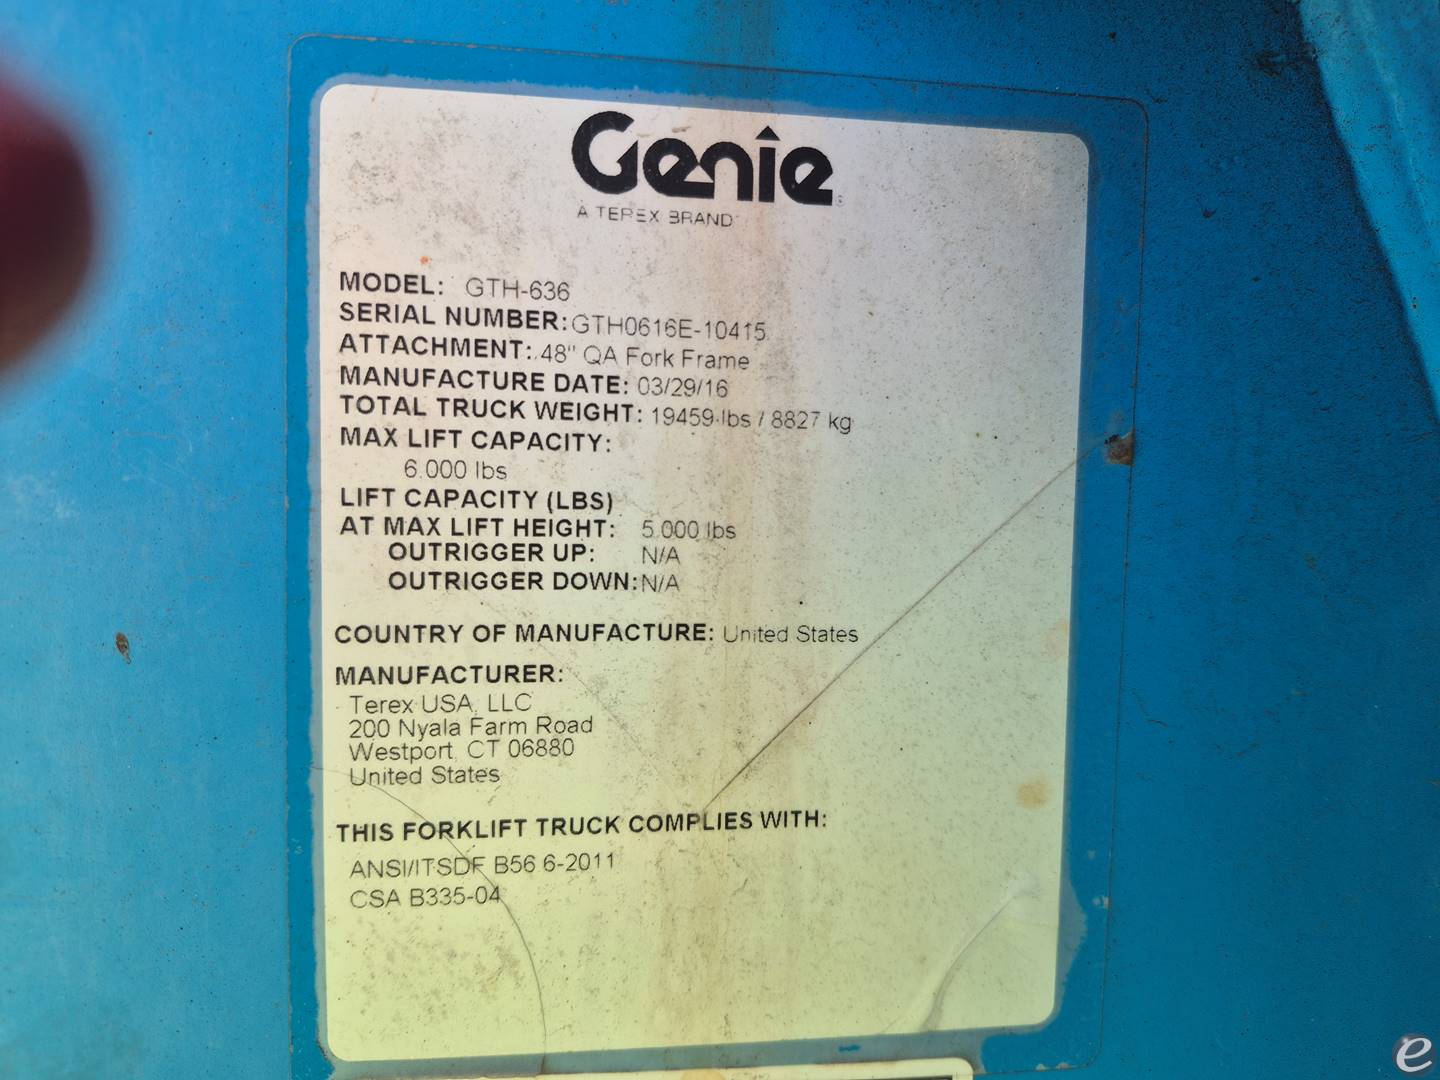 Genie
A TEREX BRAND
MODEL: GTH-636
SERIAL NUMBER: GTH0616E-10415
ATTACHMENT: 48" QA Fork Frame
MANUFACTURE DATE: 03/29/16
TOTAL TRUCK WEIGHT: 19459 lbs / 8827 kg
MAX LIFT CAPACITY:
6,000 lbs
LIFT CAPACITY (LBS)
AT MAX LIFT HEIGHT: 5,000 lbs
OUTRIGGER UP: N/A
OUTRIGGER DOWN: N/A
COUNTRY OF MANUFACTURE: United States
MANUFACTURER:
Terex USA, LLC
200 Nyala Farm Road
Westport, CT 06880
United States
THIS FORKLIFT TRUCK COMPLIES WITH:
ANSI/ITSDF B56.6-2011
CSA B335-04
e